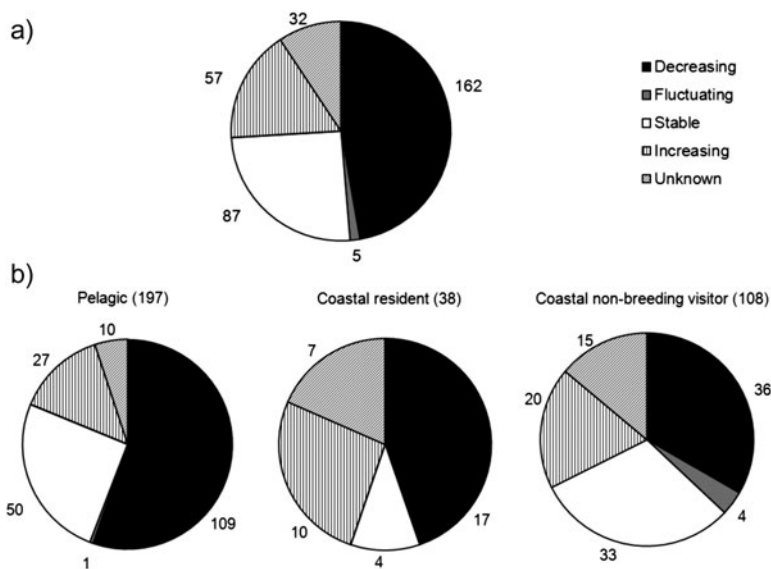 a)
32
57
162
87
5
Decreasing
Fluctuating
Stable
Increasing
Unknown
b)
Pelagic (197)
10
27
50
1
109
Coastal resident (38)
7
10
4
17
Coastal non-breeding visitor (108)
15
20
36
33
4